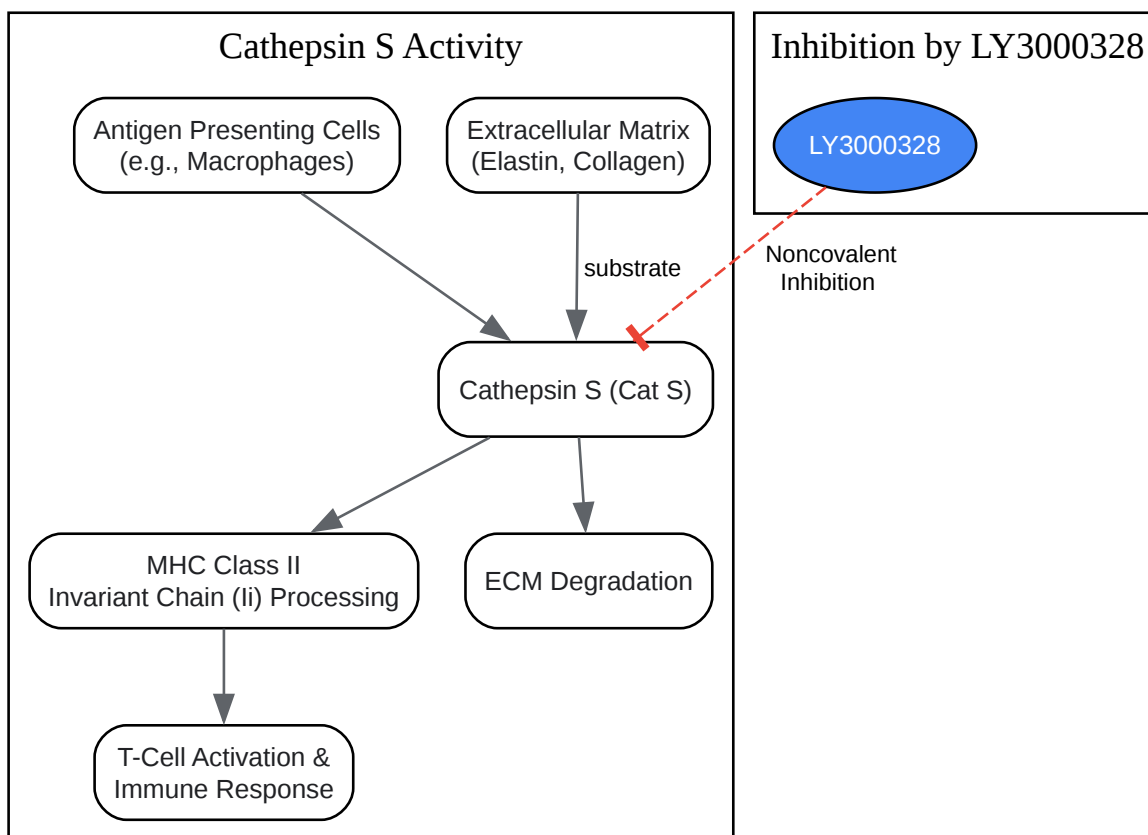 Cathepsin S Activity
Inhibition by LY3000328
Antigen Presenting Cells
(e.g., Macrophages)
Extracellular Matrix
(Elastin, Collagen)
LY3000328
substrate
Noncovalent
Inhibition
Cathepsin S (Cat S)
MHC Class II
Invariant Chain (Ii) Processing
ECM Degradation
T-Cell Activation &
Immune Response